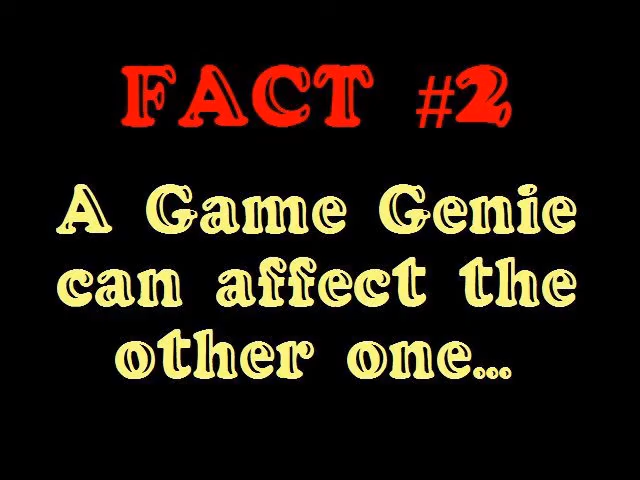 FACT #2
A Game Genie
can affect the
other one...